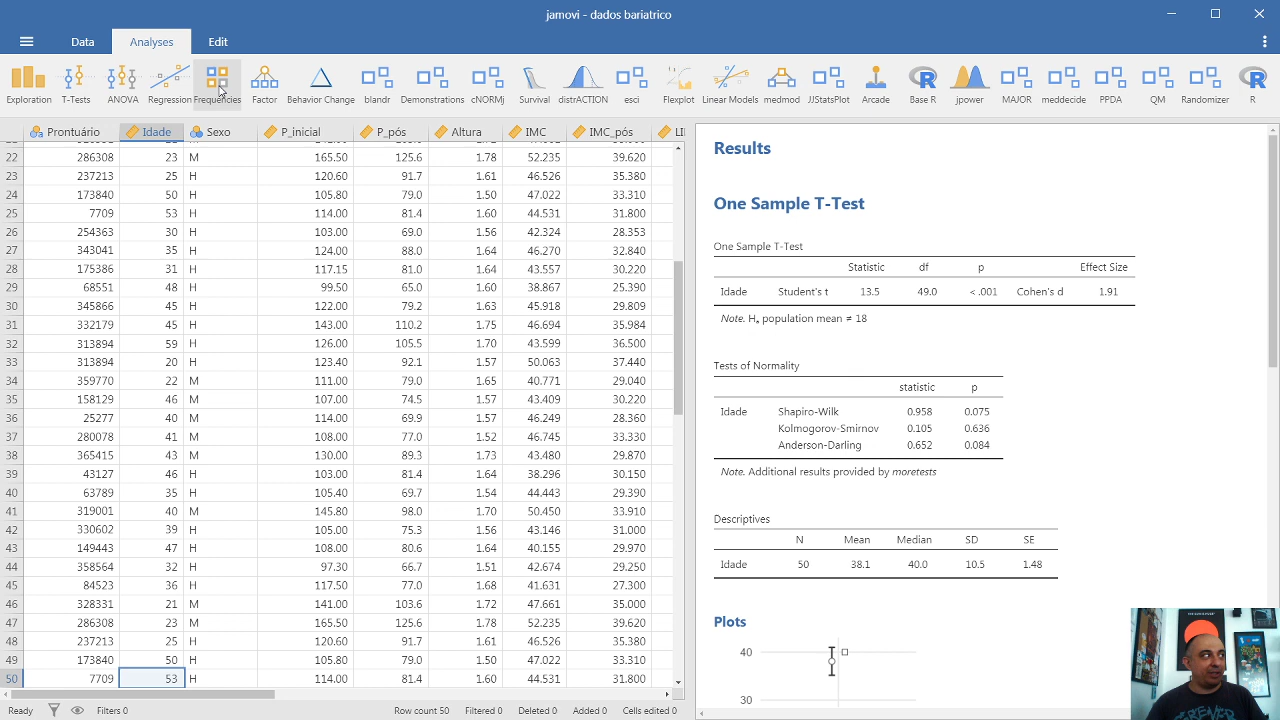 jamovi - dados bariatrico
Data Analyses Edit
Exploration T-Tests ANOVA Regression Frequencies Factor Behavior Change blandr Demonstrations cNORMj Survival distrACTION esci Flexplot Linear Models medmod JJStatsPlot Arcade Base R jpower MAJOR meddecide PPDA QM Randomizer R
Prontuário Idade Sexo P_inicial P_pós Altura IMC IMC_pós
22 286308 23 M 165.50 125.6 1.78 52.235 39.620
23 237213 25 H 120.60 91.7 1.61 46.526 35.380
24 173840 50 H 105.80 79.0 1.50 47.022 33.310
25 7709 53 H 114.00 81.4 1.60 44.531 31.800
26 254363 30 H 103.00 69.0 1.56 42.324 28.353
27 343041 35 H 124.00 88.0 1.64 46.270 32.840
28 175386 31 H 117.15 81.0 1.64 43.557 30.220
29 68551 48 H 99.50 65.0 1.60 38.867 25.390
30 345866 45 H 122.00 79.2 1.63 45.918 29.809
31 332179 45 H 143.00 110.2 1.75 46.694 35.984
32 313894 59 H 126.00 105.5 1.70 43.599 36.500
33 313894 20 H 123.40 92.1 1.57 50.063 37.440
34 359770 22 M 111.00 79.0 1.65 40.771 29.040
35 158129 46 M 107.00 74.5 1.57 43.409 30.220
36 25277 40 M 114.00 69.9 1.57 46.249 28.360
37 280078 41 M 108.00 77.0 1.52 46.745 33.330
38 365415 43 M 130.00 89.3 1.73 43.480 29.870
39 43127 46 H 103.00 81.4 1.64 38.296 30.150
40 63789 35 H 105.40 69.7 1.54 44.443 29.390
41 319001 40 M 145.80 98.0 1.70 50.450 33.910
42 330602 39 H 105.00 75.3 1.56 43.146 31.000
43 149443 47 H 108.00 80.6 1.64 40.155 29.970
44 358564 32 H 97.30 66.7 1.51 42.674 29.250
45 84523 36 H 117.50 77.0 1.68 41.631 27.300
46 328331 21 M 141.00 103.6 1.72 47.661 35.000
47 286308 23 M 165.50 125.6 1.78 52.235 39.620
48 237213 25 H 120.60 91.7 1.61 46.526 35.380
49 173840 50 H 105.80 79.0 1.50 47.022 33.310
50 7709 53 H 114.00 81.4 1.60 44.531 31.800
Ready Filters 0 Row count 50 Filtered 0 Deleted 0 Added 0 Cells edited 0
Results
One Sample T-Test
One Sample T-Test
Statistic df p Effect Size
Idade Student's t 13.5 49.0 < .001 Cohen's d 1.91
Note. Hₐ population mean ≠ 18
Tests of Normality
statistic p
Idade Shapiro-Wilk 0.958 0.075
Kolmogorov-Smirnov 0.105 0.636
Anderson-Darling 0.652 0.084
Note. Additional results provided by moretests
Descriptives
N Mean Median SD SE
Idade 50 38.1 40.0 10.5 1.48
Plots
40
30